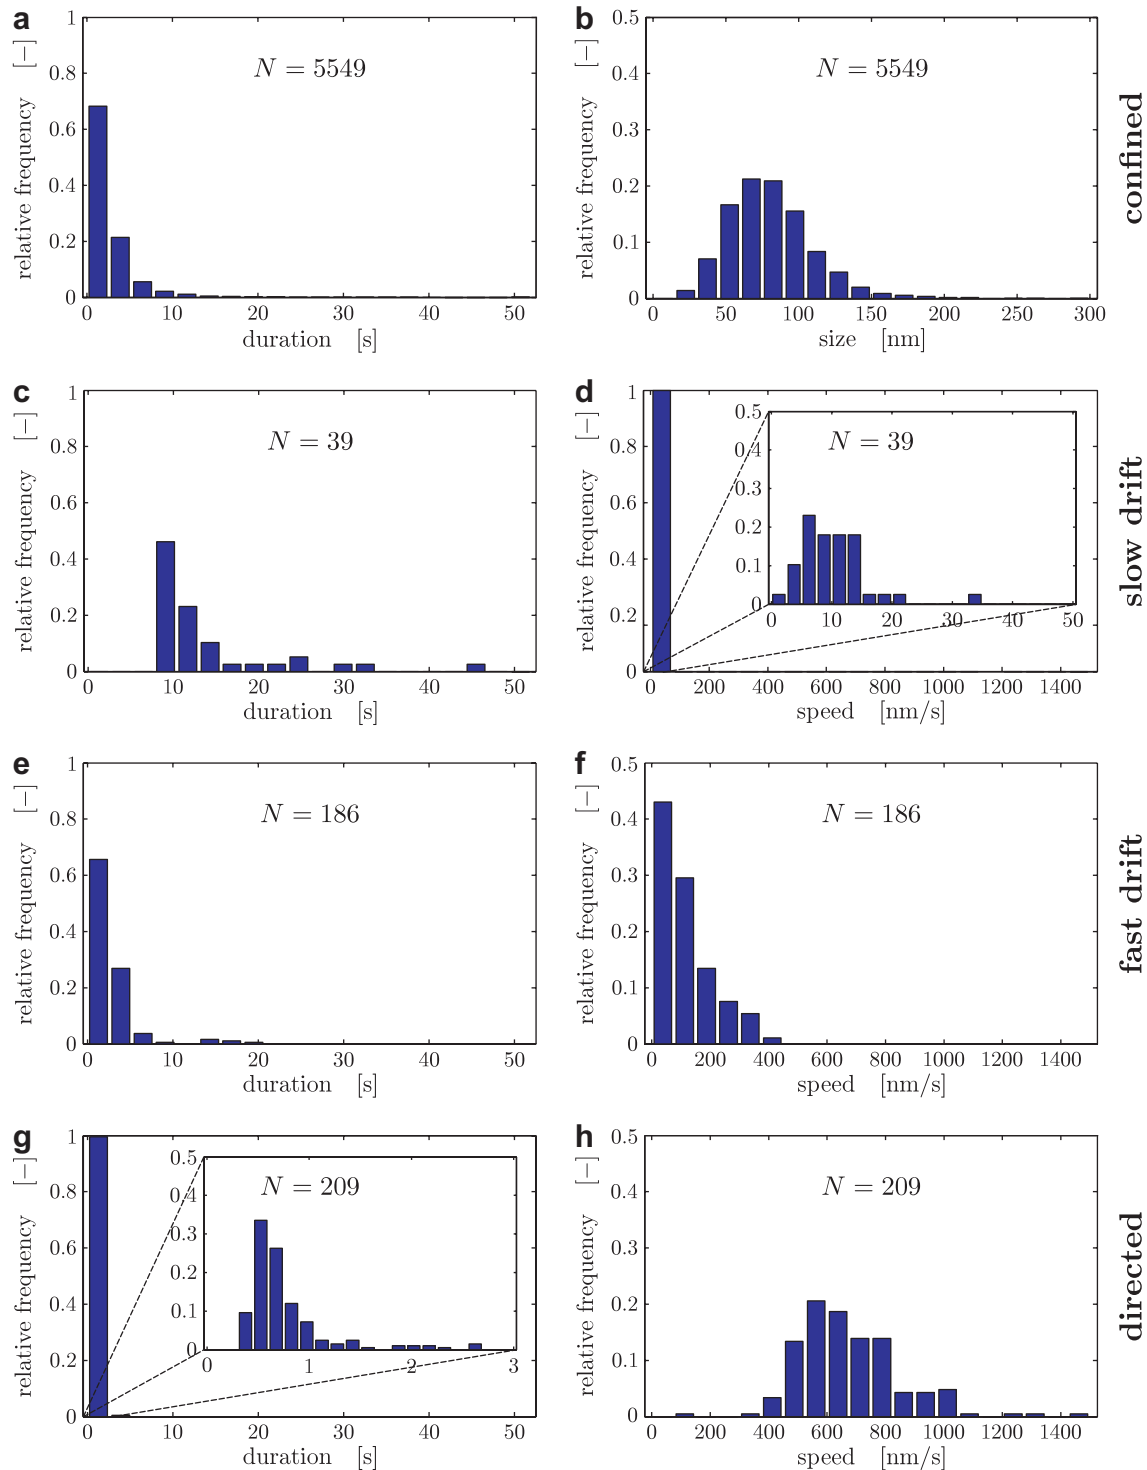 a
relative frequency [−]
1
0.8
0.6
0.4
0.2
0
N = 5549
0 10 20 30 40 50
duration [s]
b
relative frequency [−]
0.5
0.4
0.3
0.2
0.1
0
N = 5549
0 50 100 150 200 250 300
size [nm]
confined
c
relative frequency [−]
1
0.8
0.6
0.4
0.2
0
N = 39
0 10 20 30 40 50
duration [s]
d
relative frequency [−]
1
0.8
0.6
0.4
0.2
0
0.5
0.4
0.3
0.2
0.1
0
N = 39
0 10 20 30 40 50
0 200 400 600 800 1000 1200 1400
speed [nm/s]
slow drift
e
relative frequency [−]
1
0.8
0.6
0.4
0.2
0
N = 186
0 10 20 30 40 50
duration [s]
f
relative frequency [−]
0.5
0.4
0.3
0.2
0.1
0
N = 186
0 200 400 600 800 1000 1200 1400
speed [nm/s]
fast drift
g
relative frequency [−]
1
0.8
0.6
0.4
0.2
0
0.5
0.4
0.3
0.2
0.1
0
N = 209
0 1 2 3
0 10 20 30 40 50
duration [s]
h
relative frequency [−]
0.5
0.4
0.3
0.2
0.1
0
N = 209
0 200 400 600 800 1000 1200 1400
speed [nm/s]
directed